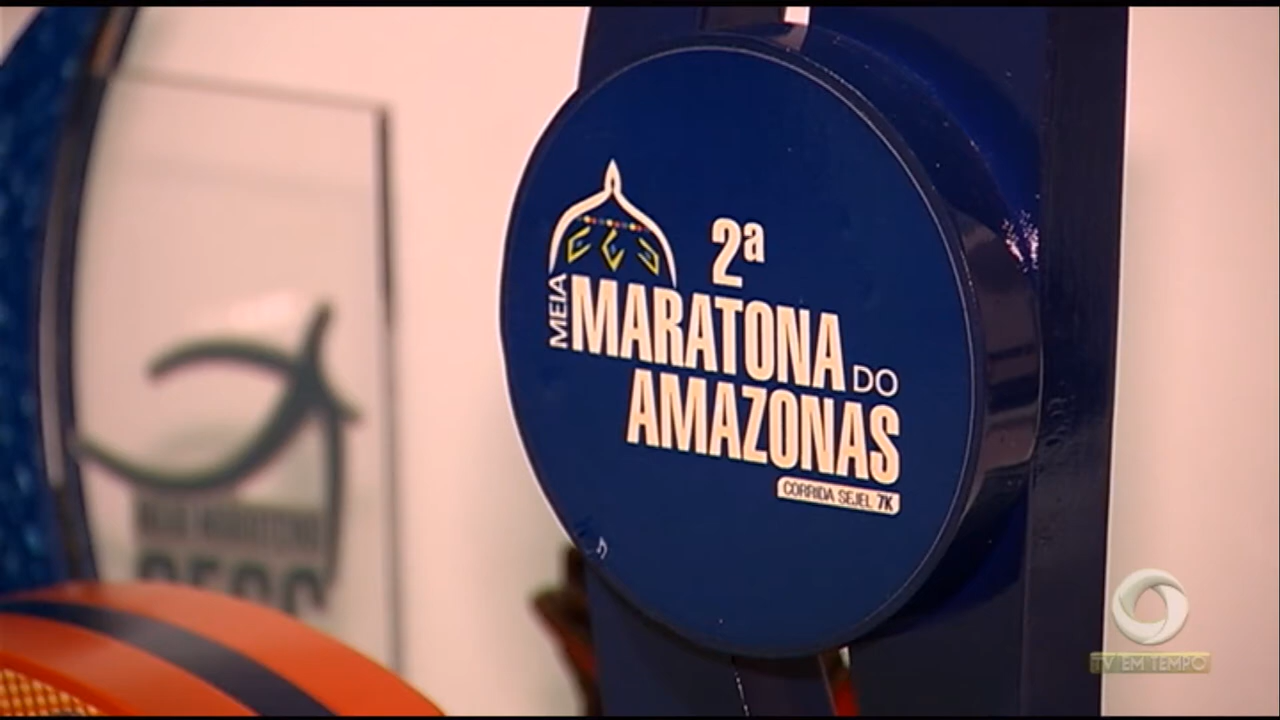 2ª
MEIA
MARATONA DO
AMAZONAS
CORRIDA SEJEL 7K
TV EM TEMPO